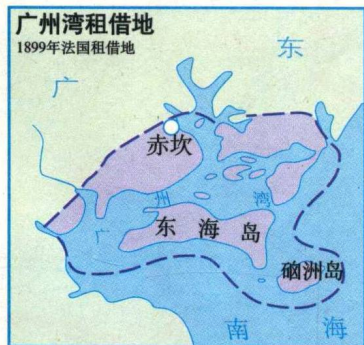 广州湾租借地
1899年法国租借地
广 东
赤坎
广 州 湾
东海岛
硇洲岛
南 海